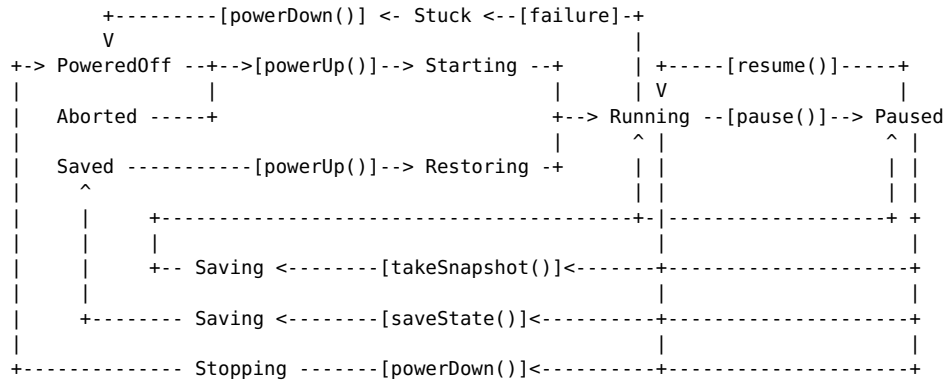 +---------[powerDown()] <- Stuck <--[failure]-+
V |
+-> PoweredOff --+-->[powerUp()]--> Starting --+ | +-----[resume()]-----+
| | | | V |
| Aborted -----+ +--> Running --[pause()]--> Paused
| | ^ | ^ |
| Saved -----------[powerUp()]--> Restoring -+ | | | |
| ^ | | | |
| | +-----------------------------------------+-|-------------------+ +
| | | | |
| | +-- Saving <--------[takeSnapshot()]<-------+---------------------+
| | | |
| +-------- Saving <--------[saveState()]<----------+---------------------+
| | |
+-------------- Stopping -------[powerDown()]<----------+---------------------+